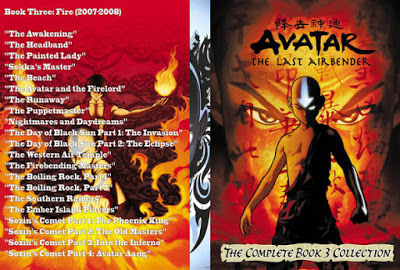 Book Three: Fire (2007-2008)
"The Awakening"
"The Headband"
"The Painted Lady"
"Sokka's Master"
"The Beach"
"The Avatar and the Firelord"
"The Runaway"
"The Puppetmaster"
"Nightmares and Daydreams"
"The Day of Black Sun Part 1: The Invasion"
"The Day of Black Sun Part 2: The Eclipse"
"The Western Air Temple"
"The Firebending Masters"
"The Boiling Rock, Part 1"
"The Boiling Rock, Part 2"
"The Southern Raiders"
"The Ember Island Players"
"Sozin's Comet Part 1: The Phoenix King"
"Sozin's Comet Part 2: The Old Masters"
"Sozin's Comet Part 3: Into the Inferno"
"Sozin's Comet Part 4: Avatar Aang"
降世神通
AVATAR
THE LAST AIRBENDER
THE COMPLETE BOOK 3 COLLECTION